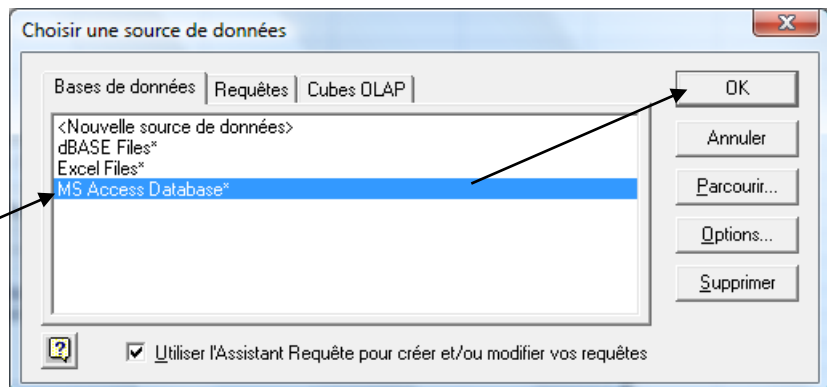 Choisir une source de données
Bases de données Requêtes Cubes OLAP
<Nouvelle source de données>
dBASE Files*
Excel Files*
MS Access Database*
OK
Annuler
Parcourir...
Options...
Supprimer
Utiliser l'Assistant Requête pour créer et/ou modifier vos requêtes